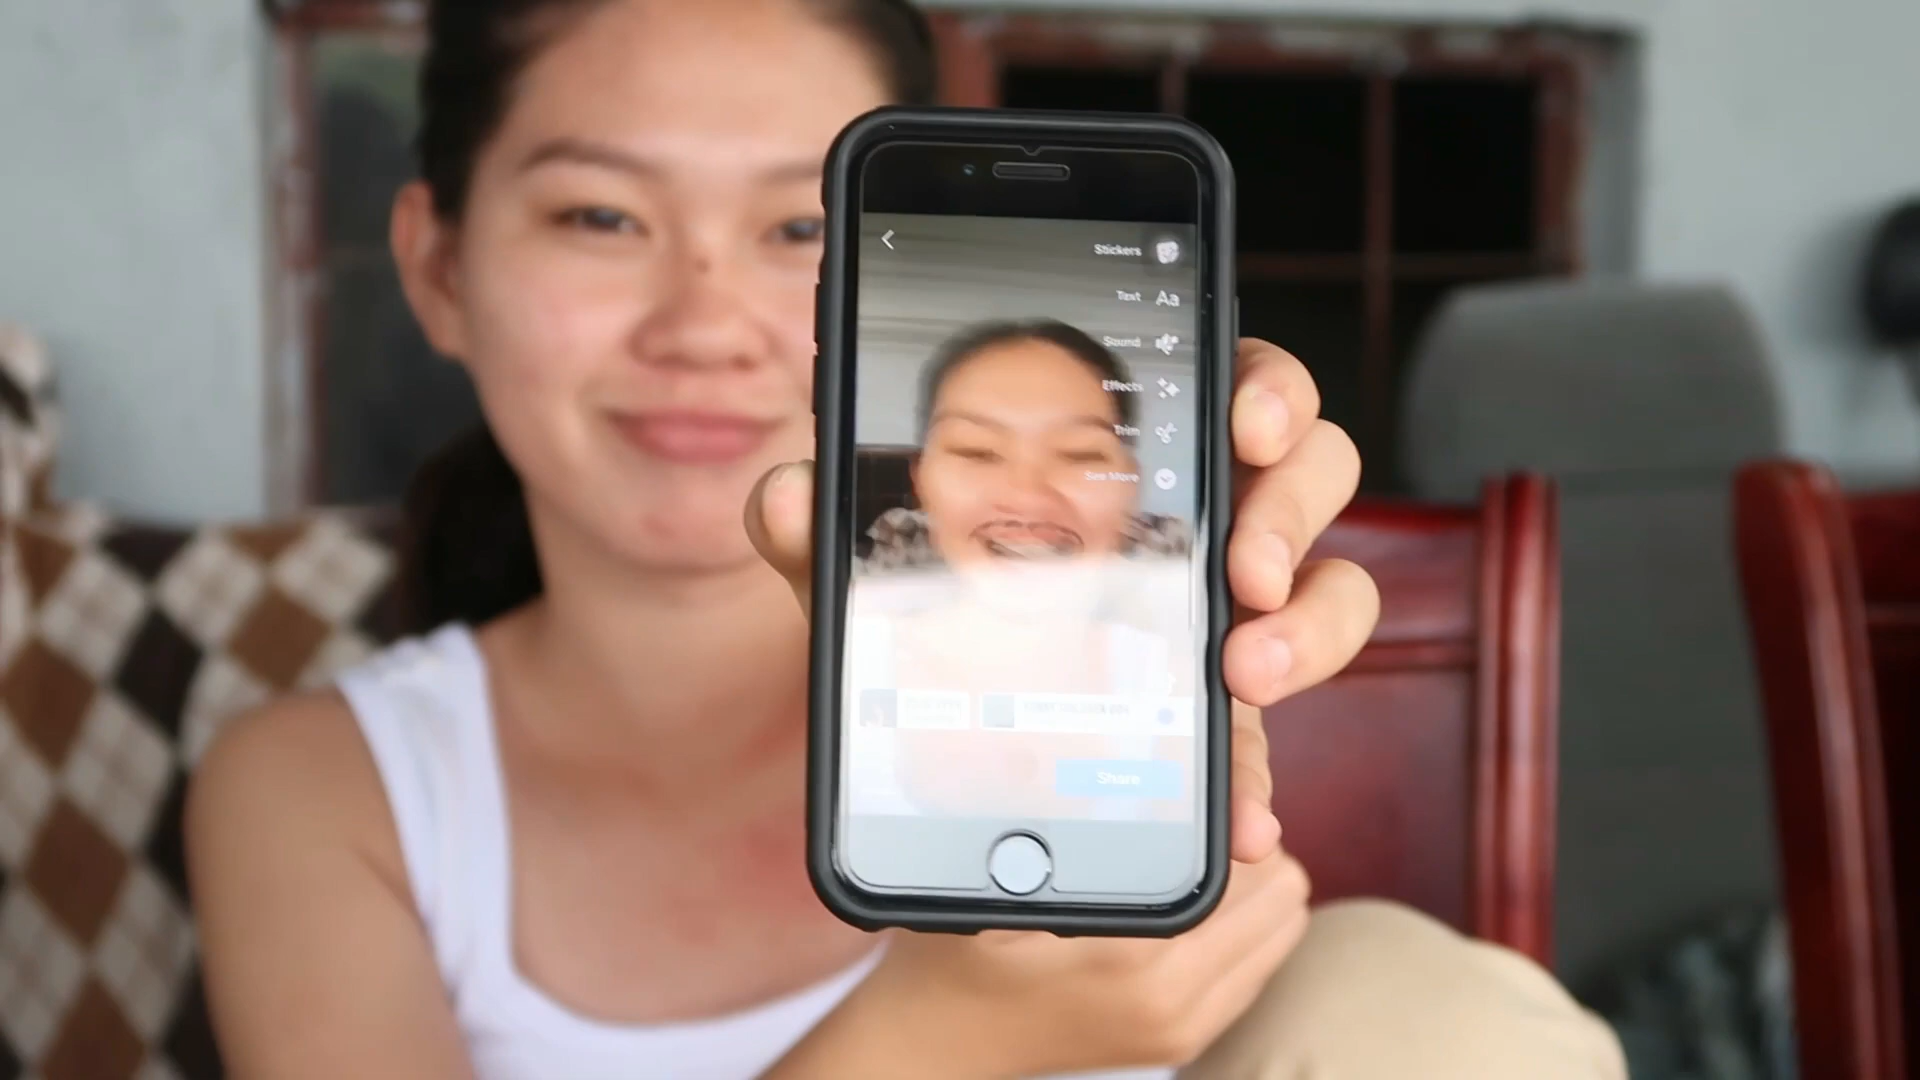 Stickers
Text
Aa
Sound
Effects
Trim
See More
Share